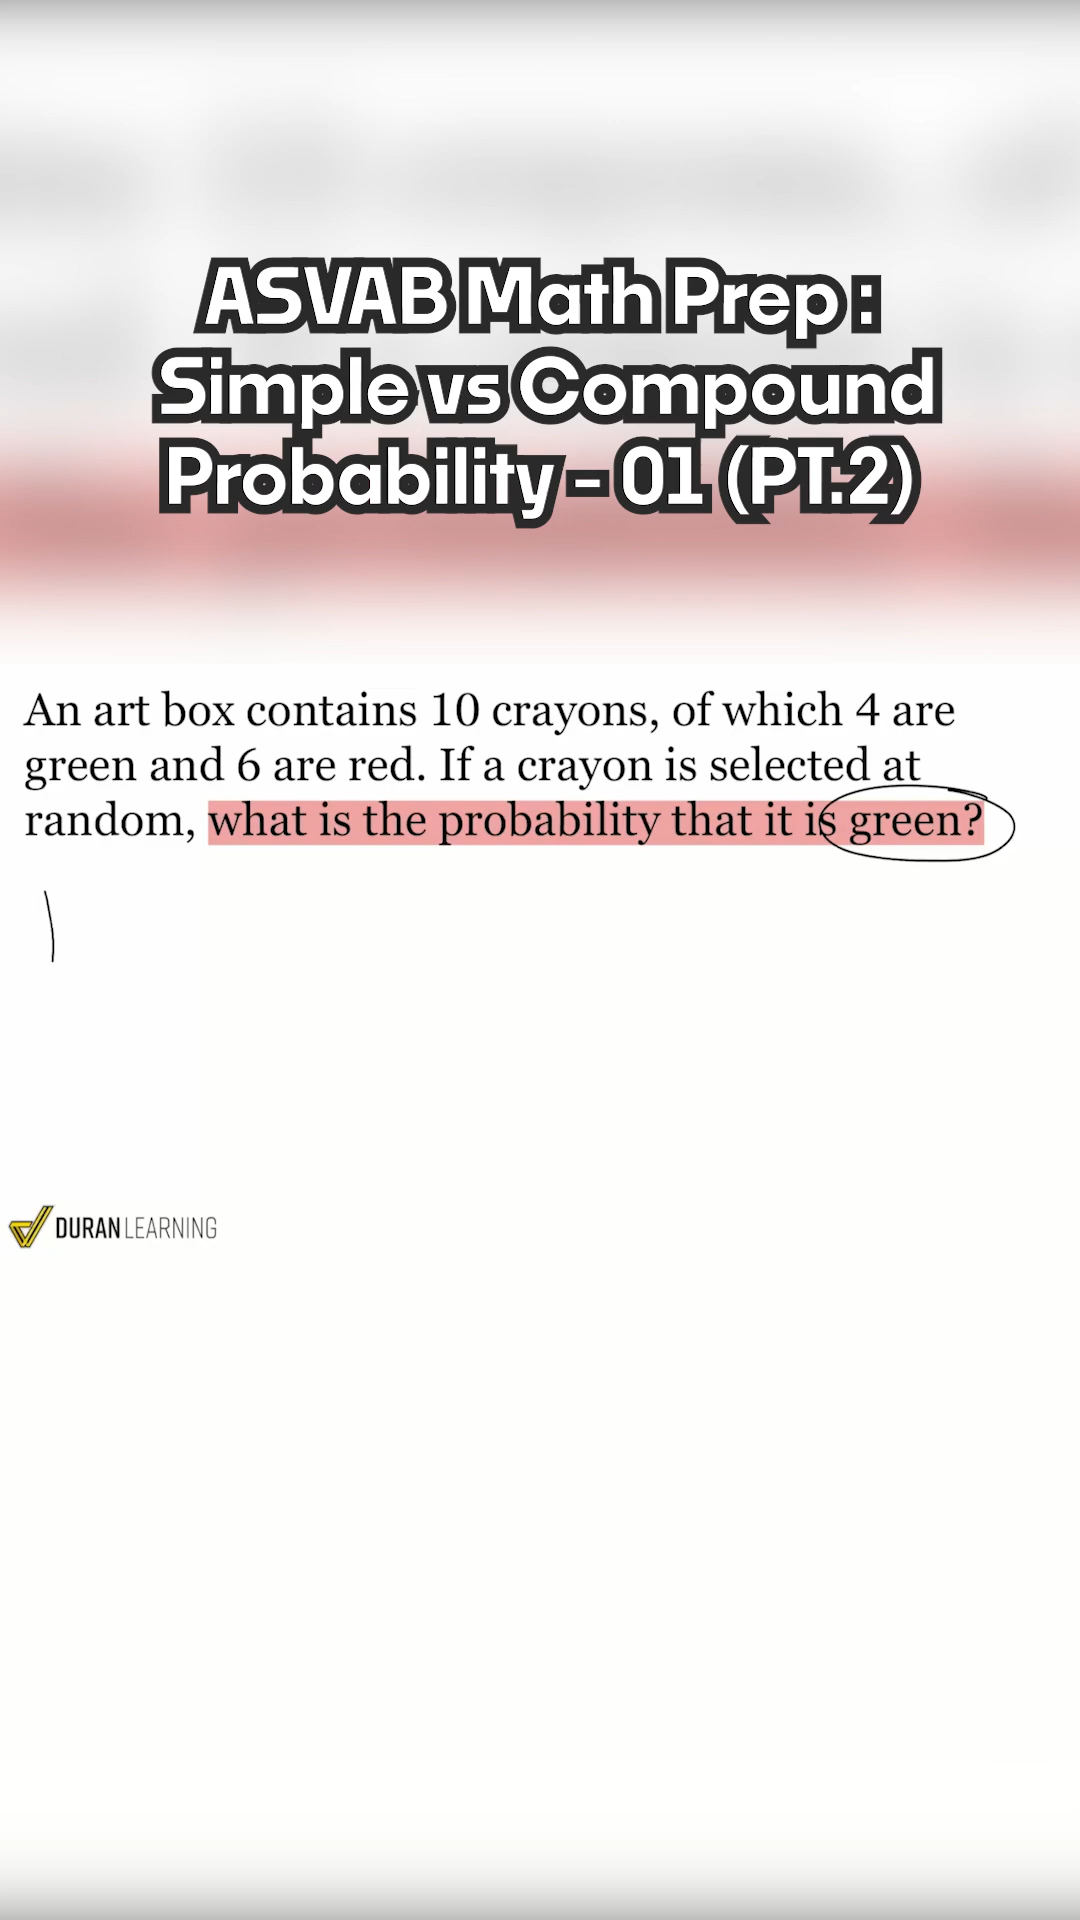 ASVAB Math Prep :
Simple vs Compound
Probability - 01 (PT.2)
An art box contains 10 crayons, of which 4 are
green and 6 are red. If a crayon is selected at
random, what is the probability that it is green?
DURAN LEARNING